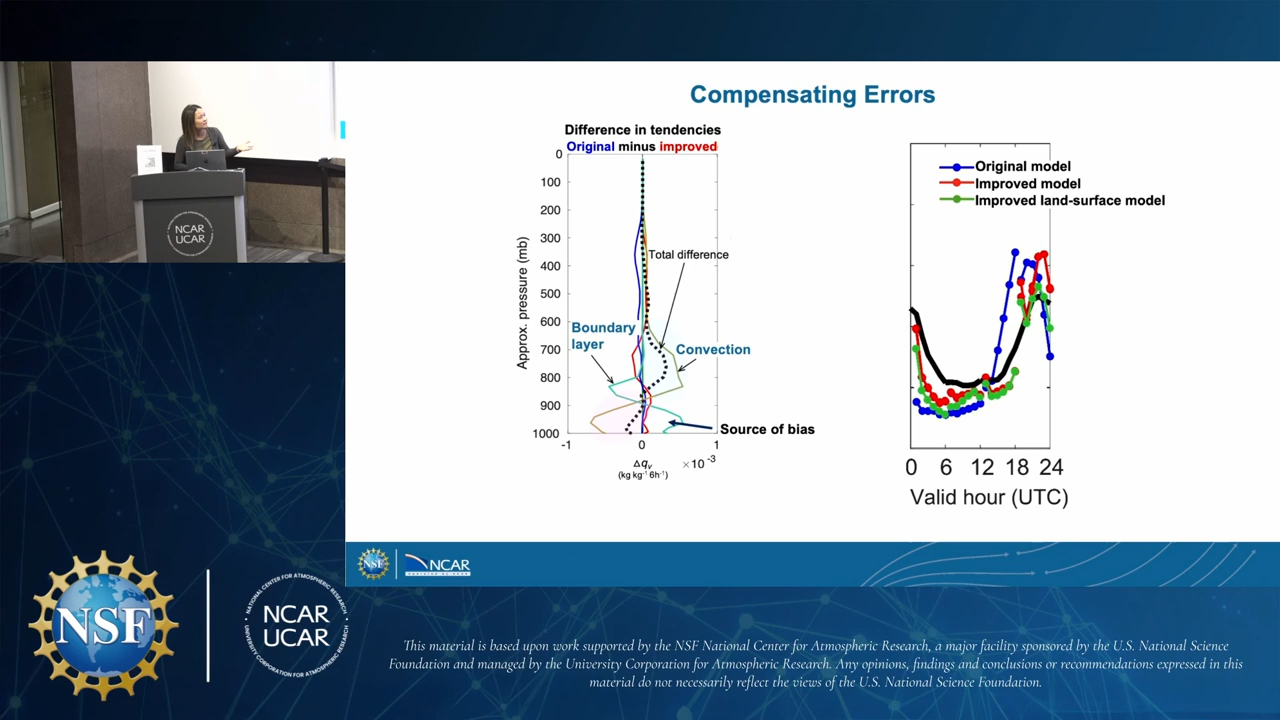 Compensating Errors
Difference in tendencies
Original minus improved
0
100
200
300
400
500
600
700
800
900
1000
Approx. pressure (mb)
Total difference
Boundary
layer
Convection
Source of bias
-1
0
1
Δqv
×10-3
(kg kg-1 6h-1)
Original model
Improved model
Improved land-surface model
0 6 12 18 24
Valid hour (UTC)
NCAR
UCAR
NSF
NCAR
NSF
NATIONAL CENTER FOR ATMOSPHERIC RESEARCH
NCAR
UCAR
UNIVERSITY CORPORATION FOR ATMOSPHERIC RESEARCH
This material is based upon work supported by the NSF National Center for Atmospheric Research, a major facility sponsored by the U.S. National Science
Foundation and managed by the University Corporation for Atmospheric Research. Any opinions, findings and conclusions or recommendations expressed in this
material do not necessarily reflect the views of the U.S. National Science Foundation.